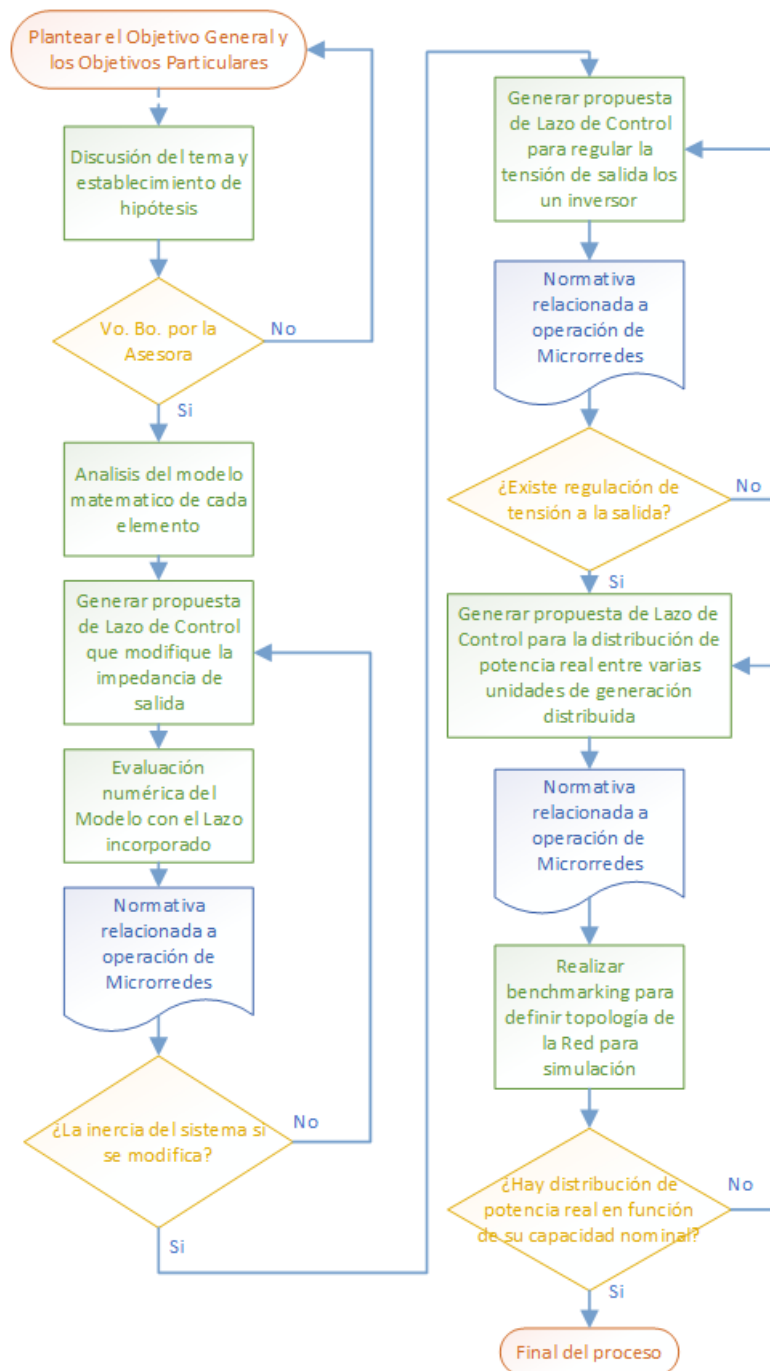 Plantear el Objetivo General y
los Objetivos Particulares
Discusión del tema y
establecimiento de
hipótesis
Vo. Bo. por la
Asesora
No
Si
Analisis del modelo
matematico de cada
elemento
Generar propuesta
de Lazo de Control
que modifique la
impedancia de
salida
Evaluación
numérica del
Modelo con el Lazo
incorporado
Normativa
relacionada a
operación de
Microrredes
¿La inercia del sistema si
se modifica?
No
Si
Generar propuesta
de Lazo de Control
para regular la
tensión de salida los
un inversor
Normativa
relacionada a
operación de
Microrredes
¿Existe regulación de
tensión a la salida?
No
Si
Generar propuesta de Lazo de
Control para la distribución de
potencia real entre varias
unidades de generación
distribuida
Normativa
relacionada a
operación de
Microrredes
Realizar
benchmarking para
definir topología de
la Red para
simulación
¿Hay distribución de
potencia real en función
de su capacidad nominal?
No
Si
Final del proceso